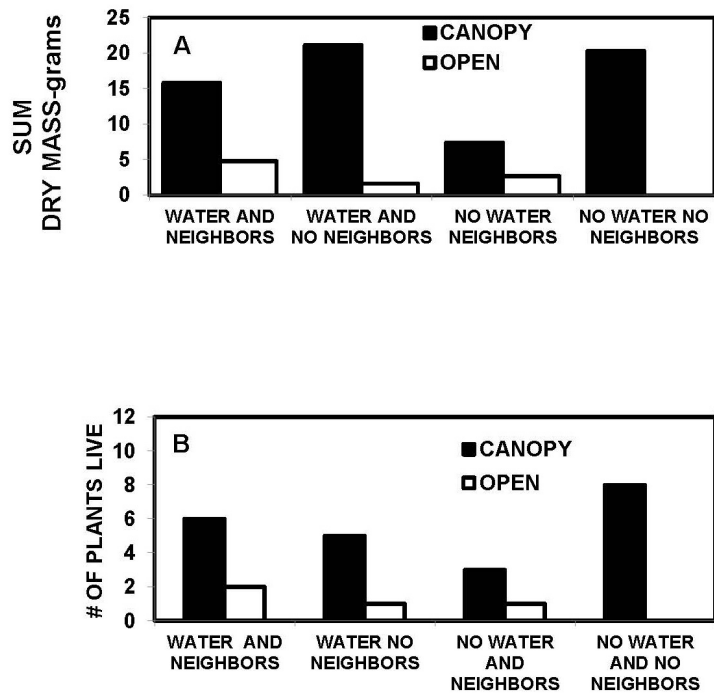 A
CANOPY
OPEN
SUM
DRY MASS-grams
25
20
15
10
5
0
WATER AND
NEIGHBORS
WATER AND
NO NEIGHBORS
NO WATER
NEIGHBORS
NO WATER NO
NEIGHBORS
B
CANOPY
OPEN
# OF PLANTS LIVE
12
10
8
6
4
2
0
WATER AND
NEIGHBORS
WATER NO
NEIGHBORS
NO WATER
AND
NEIGHBORS
NO WATER
AND NO
NEIGHBORS